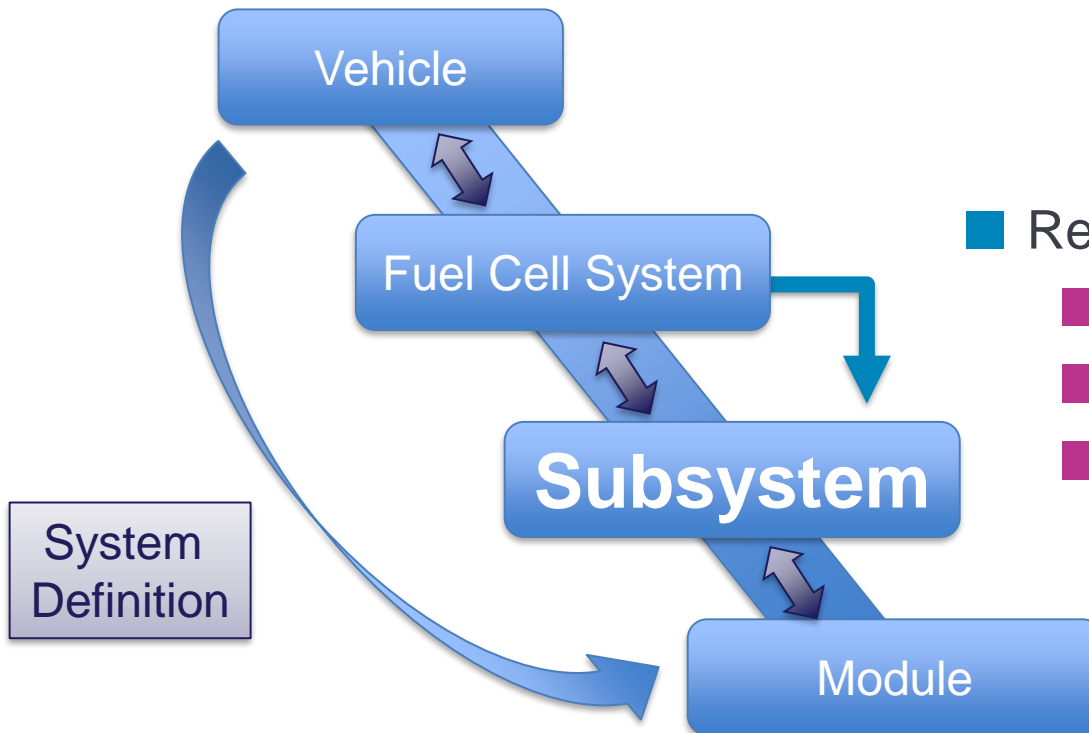 Vehicle
Fuel Cell System
Re
Subsystem
System
Definition
Module